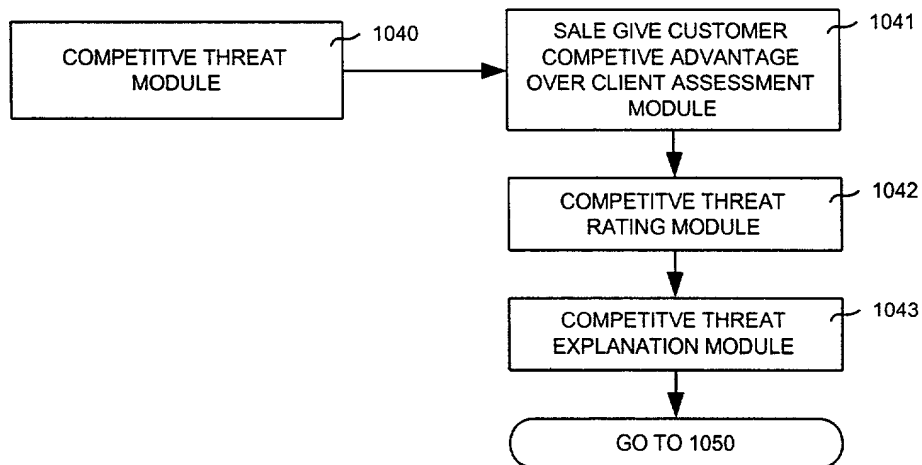 COMPETITVE THREAT
MODULE
1040
SALE GIVE CUSTOMER
COMPETIVE ADVANTAGE
OVER CLIENT ASSESSMENT
MODULE
1041
COMPETITVE THREAT
RATING MODULE
1042
COMPETITVE THREAT
EXPLANATION MODULE
1043
GO TO 1050